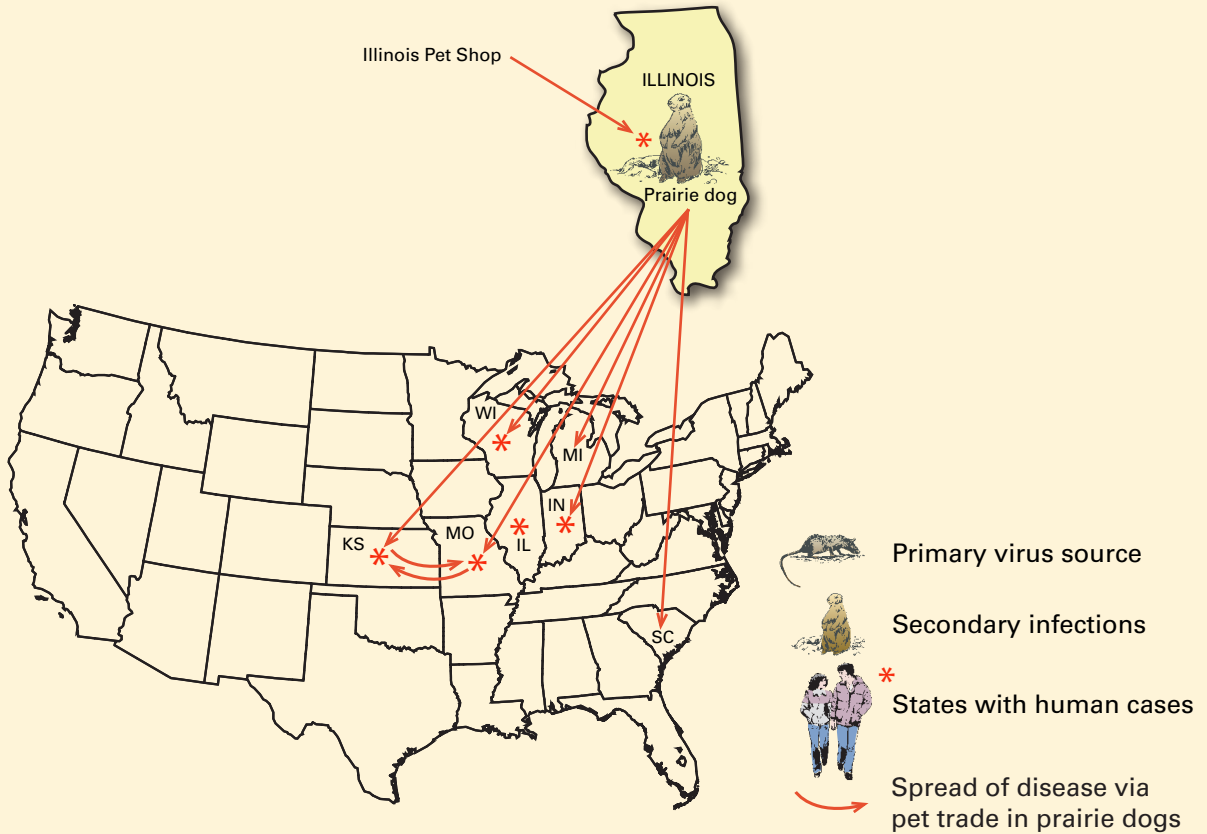 Illinois Pet Shop
ILLINOIS
*
Prairie dog
WI
*
MI
IN
*
MO
KS
*
*
*
IL
SC
Primary virus source
Secondary infections
*
States with human cases
Spread of disease via
pet trade in prairie dogs